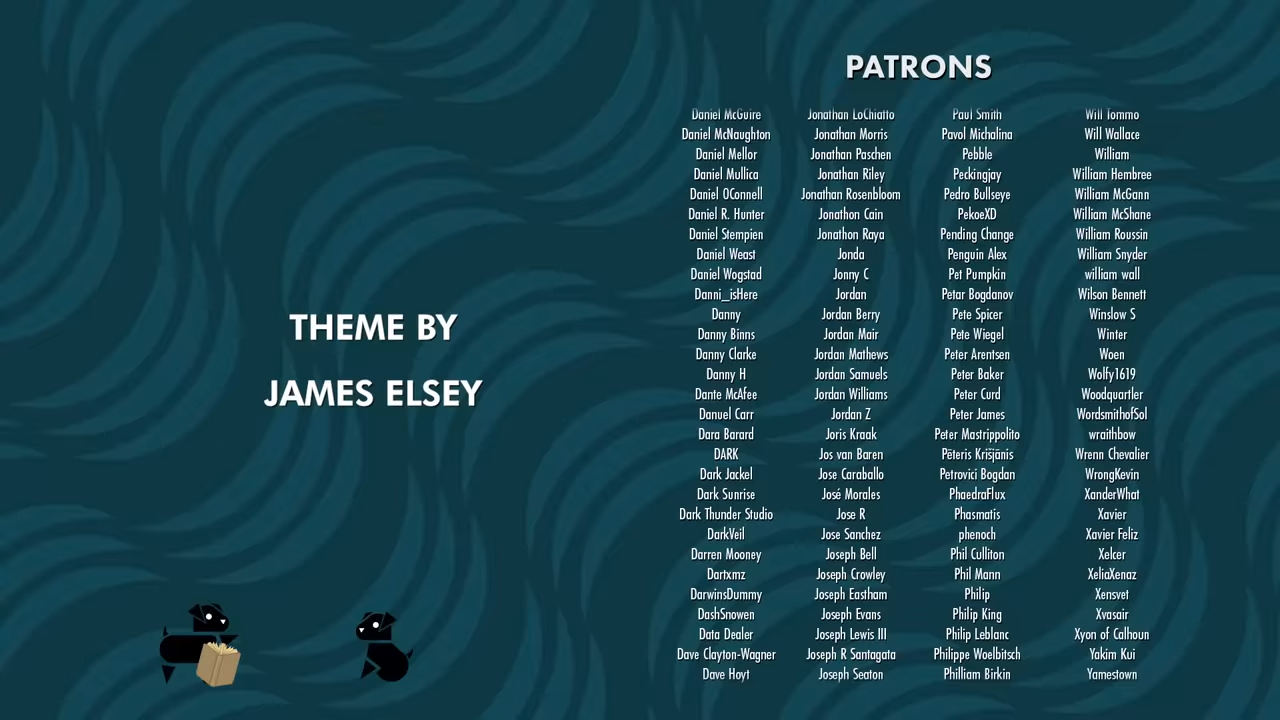 THEME BY
JAMES ELSEY
PATRONS
Daniel McGuire
Daniel McNaughton
Daniel Mellor
Daniel Mullica
Daniel OConnell
Daniel R. Hunter
Daniel Stempien
Daniel Weast
Daniel Wogstad
Danni_isHere
Danny
Danny Binns
Danny Clarke
Danny H
Dante McAfee
Danuel Carr
Dara Barard
DARK
Dark Jackel
Dark Sunrise
Dark Thunder Studio
DarkVeil
Darren Mooney
Dartxmz
DarwinsDummy
DashSnowen
Data Dealer
Dave Clayton-Wagner
Dave Hoyt
Jonathan LoChiatto
Jonathan Morris
Jonathan Paschen
Jonathan Riley
Jonathan Rosenbloom
Jonathon Cain
Jonathon Raya
Jonda
Jonny C
Jordan
Jordan Berry
Jordan Mair
Jordan Mathews
Jordan Samuels
Jordan Williams
Jordan Z
Joris Kraak
Jos van Baren
Jose Caraballo
José Morales
Jose R
Jose Sanchez
Joseph Bell
Joseph Crowley
Joseph Eastham
Joseph Evans
Joseph Lewis III
Joseph R Santagata
Joseph Seaton
Paul Smith
Pavol Michalina
Pebble
Peckingjay
Pedro Bullseye
PekoeXD
Pending Change
Penguin Alex
Pet Pumpkin
Petar Bogdanov
Pete Spicer
Pete Wiegel
Peter Arentsen
Peter Baker
Peter Curd
Peter James
Peter Mastrippolito
Pēteris Krišjānis
Petrovici Bogdan
PhaedraFlux
Phasmatis
phenoch
Phil Culliton
Phil Mann
Philip
Philip King
Philip Leblanc
Philippe Woelbitsch
Philliam Birkin
Will Tommo
Will Wallace
William
William Hembree
William McGann
William McShane
William Roussin
William Snyder
william wall
Wilson Bennett
Winslow S
Winter
Woen
Wolfy1619
Woodquartler
WordsmithofSol
wraithbow
Wrenn Chevalier
WrongKevin
XanderWhat
Xavier
Xavier Feliz
Xelcer
XeliaXenaz
Xensvet
Xvasair
Xyon of Calhoun
Yakim Kui
Yamestown